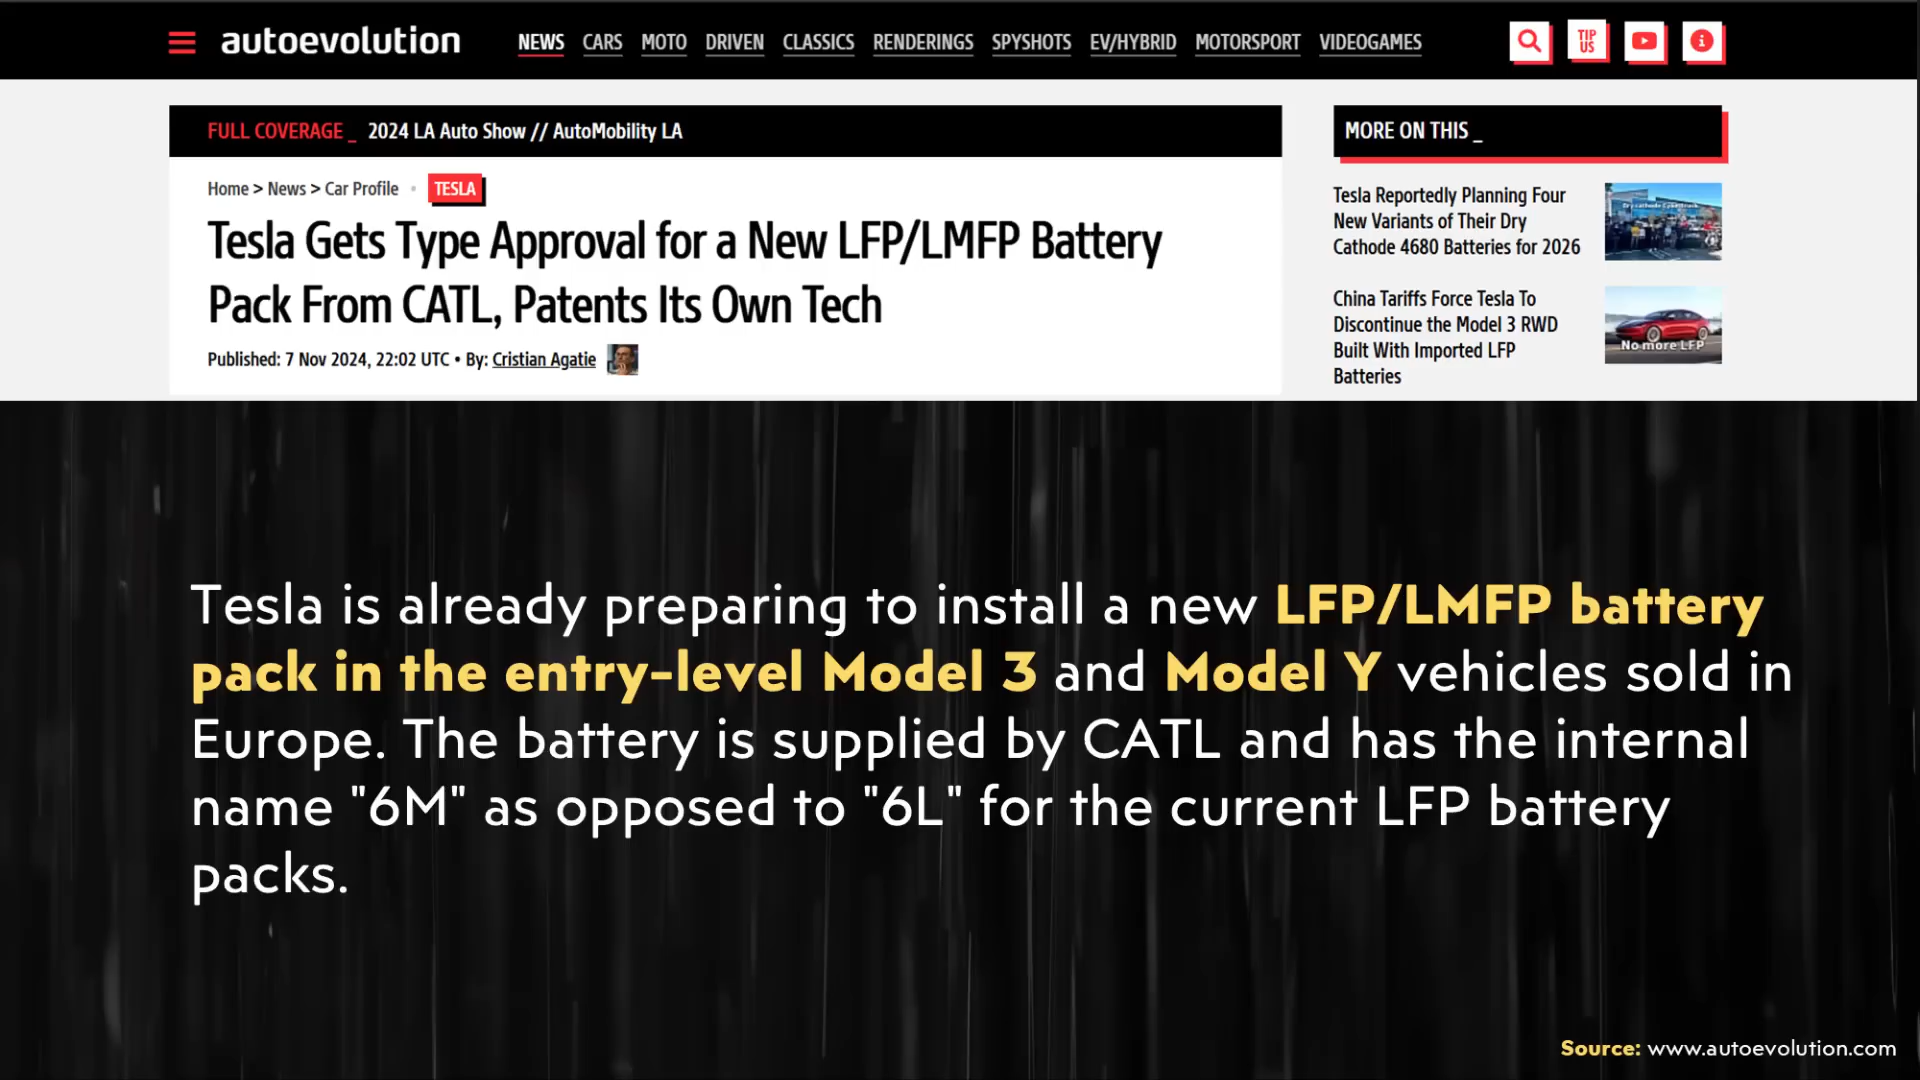 autoevolution
NEWS CARS MOTO DRIVEN CLASSICS RENDERINGS SPYSHOTS EV/HYBRID MOTORSPORT VIDEOGAMES
TIP
US
FULL COVERAGE _ 2024 LA Auto Show // AutoMobility LA
Home > News > Car Profile • TESLA
Tesla Gets Type Approval for a New LFP/LMFP Battery
Pack From CATL, Patents Its Own Tech
Published: 7 Nov 2024, 22:02 UTC • By: Cristian Agatie
MORE ON THIS _
Tesla Reportedly Planning Four
New Variants of Their Dry
Cathode 4680 Batteries for 2026
Dry cathode Cybertruck
China Tariffs Force Tesla To
Discontinue the Model 3 RWD
Built With Imported LFP
Batteries
No more LFP
Tesla is already preparing to install a new LFP/LMFP battery
pack in the entry-level Model 3 and Model Y vehicles sold in
Europe. The battery is supplied by CATL and has the internal
name "6M" as opposed to "6L" for the current LFP battery
packs.
Source: www.autoevolution.com